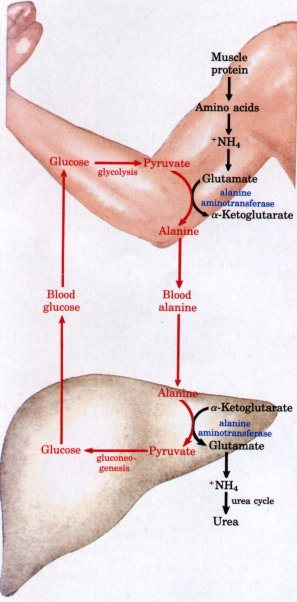 Muscle
protein
Amino acids
⁺NH₄
Glucose
glycolysis
Pyruvate
Glutamate
alanine
aminotransferase
α-Ketoglutarate
Alanine
Blood
glucose
Blood
alanine
Alanine
α-Ketoglutarate
alanine
aminotransferase
Glucose
gluconeo-
genesis
Pyruvate
Glutamate
⁺NH₄
urea cycle
Urea